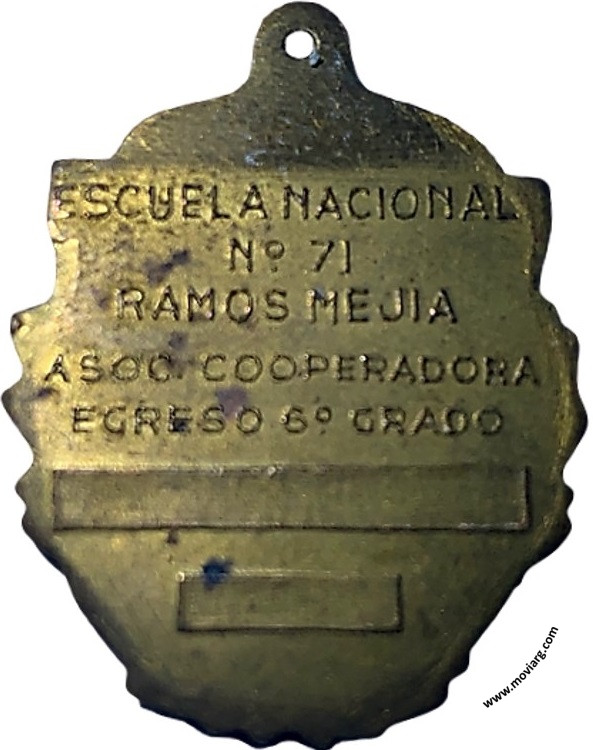 ESCUELA NACIONAL
Nº 71
RAMOS MEJIA
ASOC. COOPERADORA
EGRESO 6º GRADO
www.moviarg.com